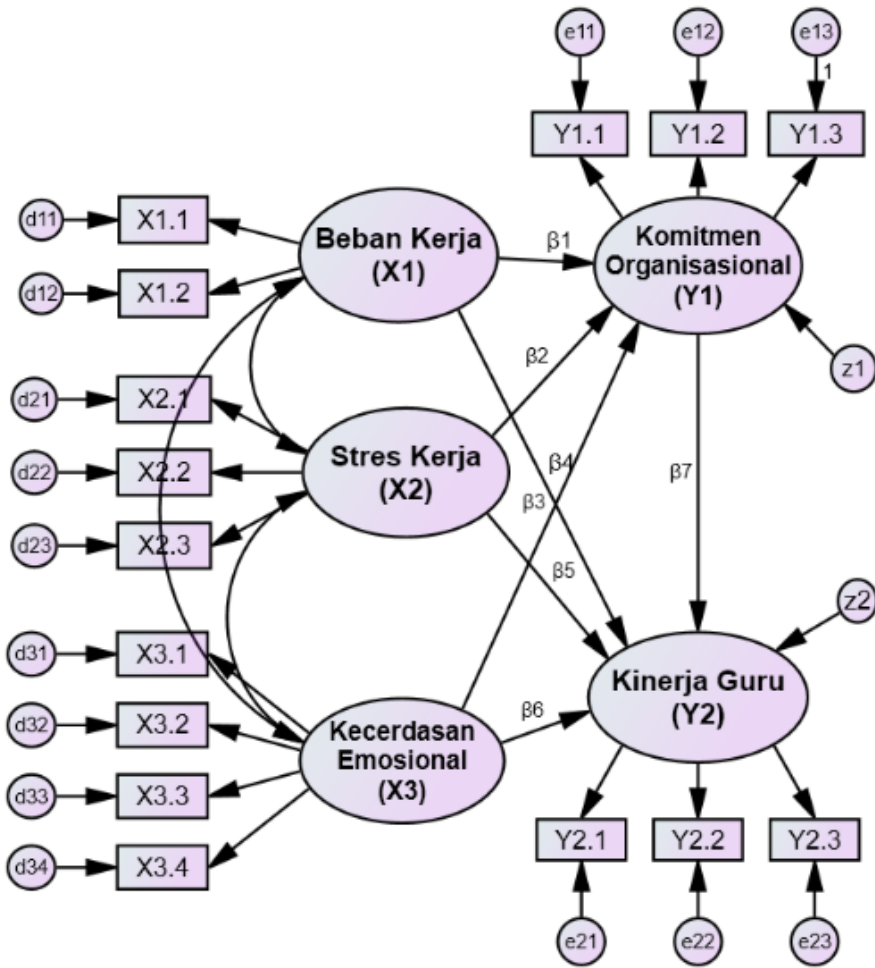 e11
e12
e13
1
Y1.1
Y1.2
Y1.3
d11
X1.1
d12
X1.2
Beban Kerja
(X1)
β1
Komitmen
Organisasional
(Y1)
z1
β2
d21
X2.1
d22
X2.2
d23
X2.3
Stres Kerja
(X2)
β4
β3
β7
β5
z2
d31
X3.1
d32
X3.2
d33
X3.3
d34
X3.4
Kecerdasan
Emosional
(X3)
β6
Kinerja Guru
(Y2)
Y2.1
Y2.2
Y2.3
e21
e22
e23